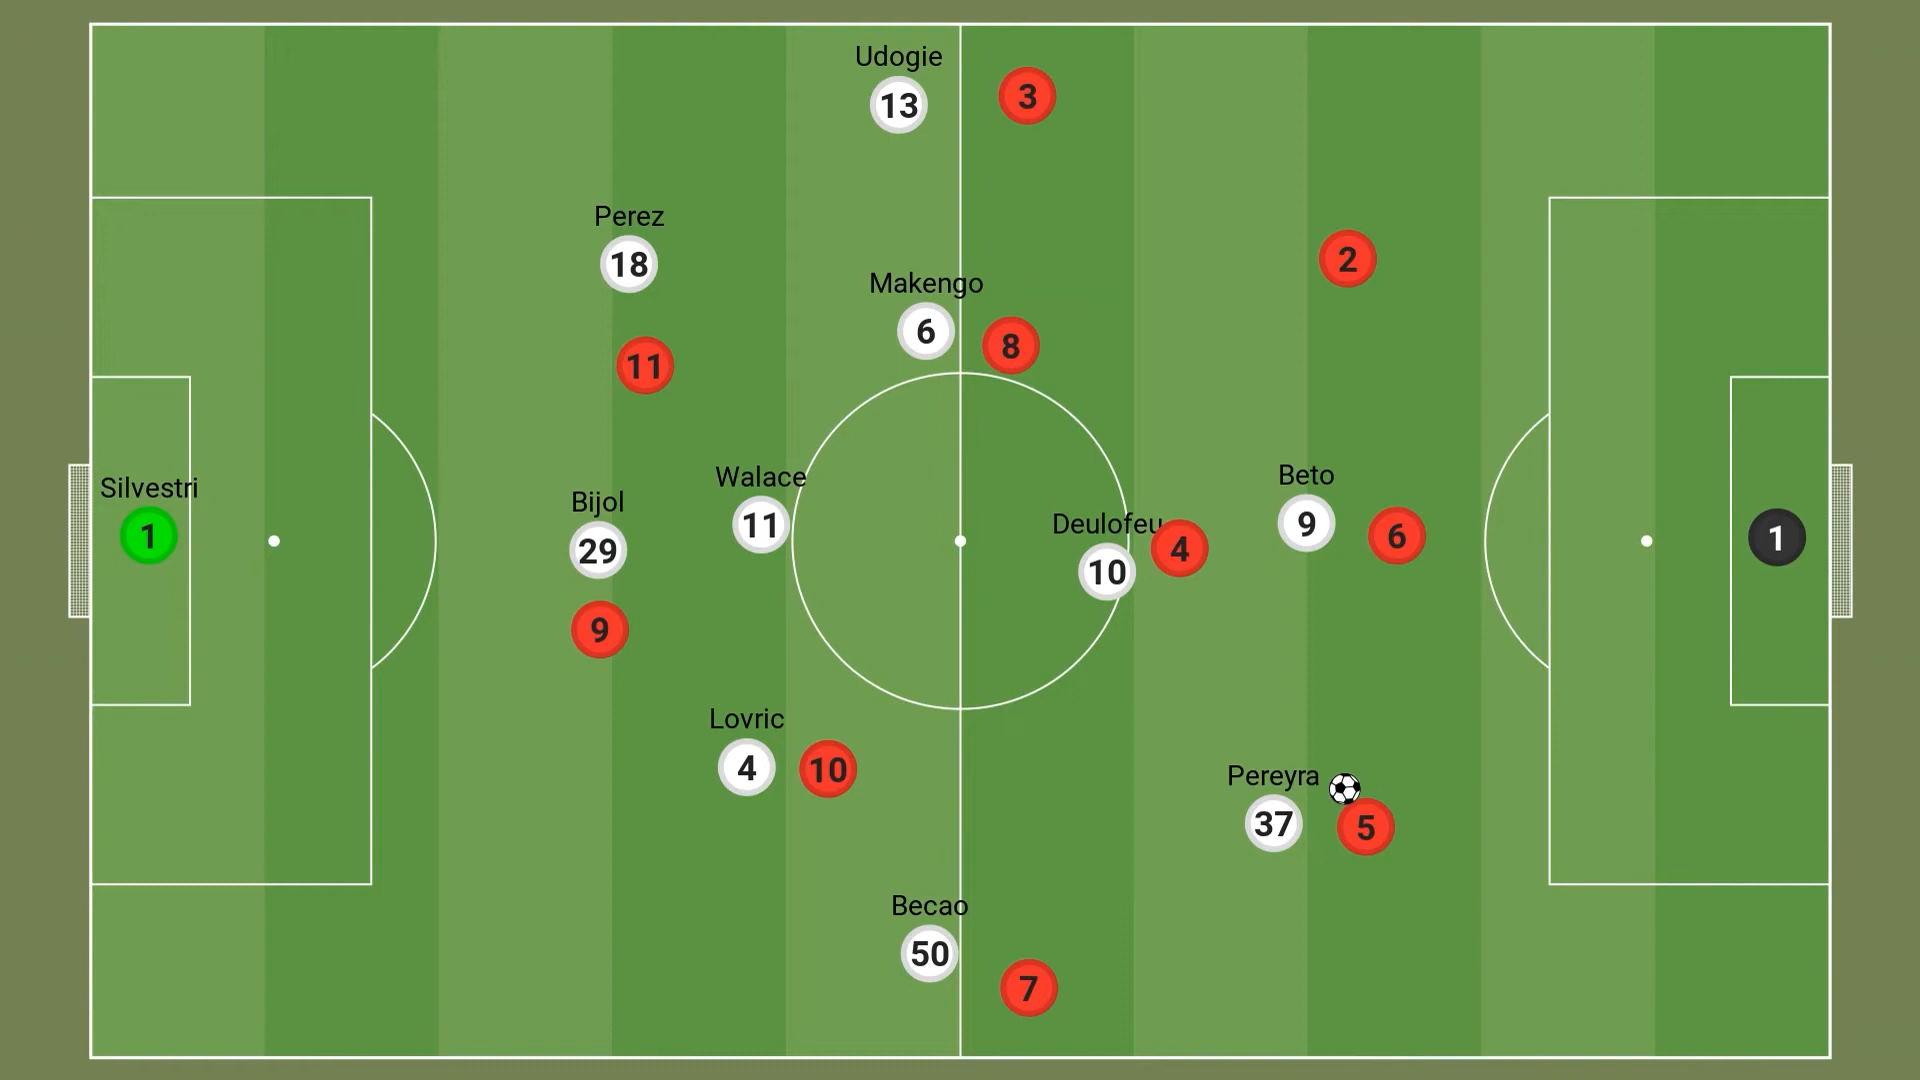 Udogie
13
3
Perez
18
2
Makengo
6
8
11
Walace
11
Beto
9
6
Silvestri
1
Bijol
29
Deulofeu
10
4
1
9
Lovric
4
10
Pereyra
37
5
Becao
50
7